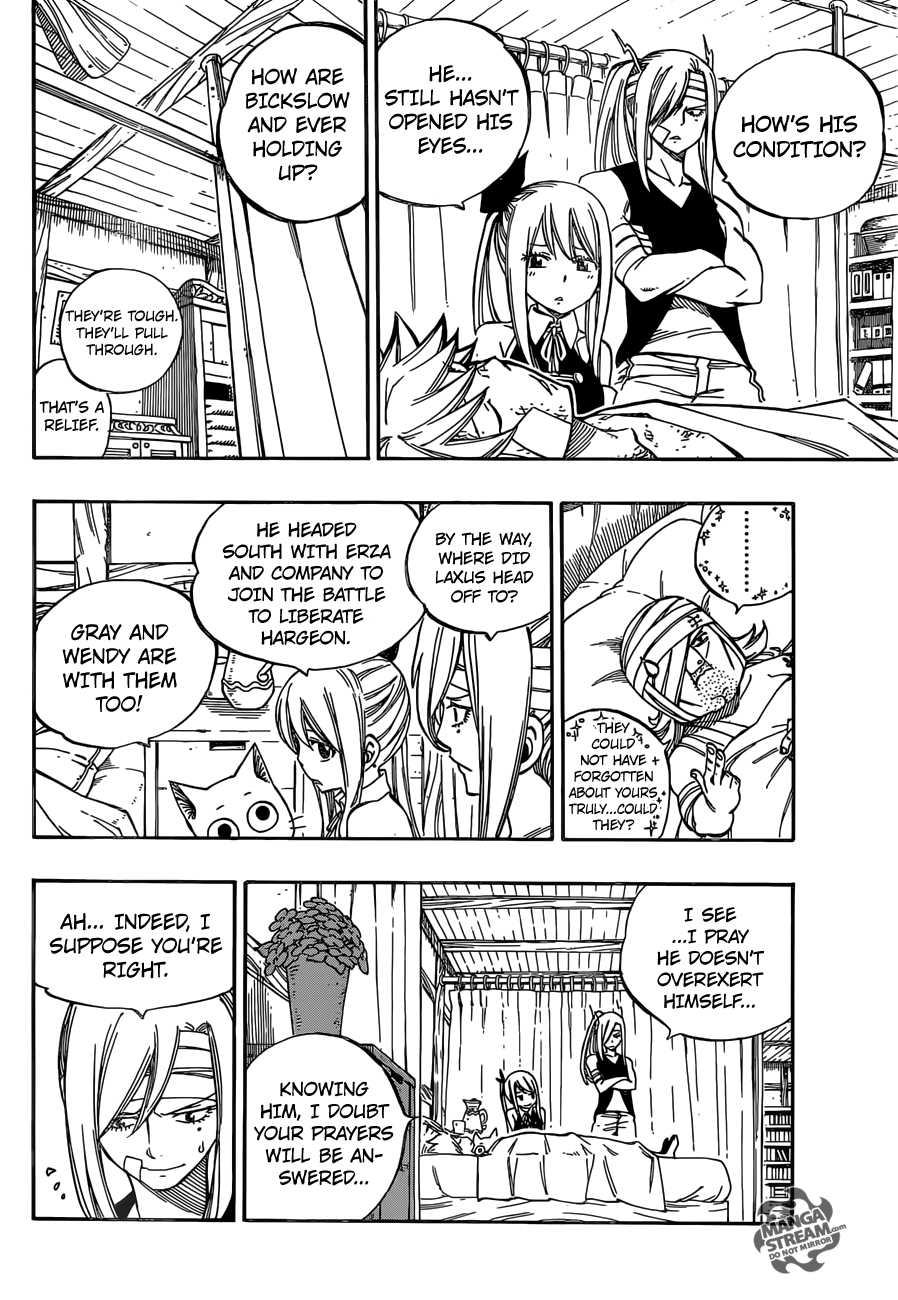 HOW'S HIS
CONDITION?
HE...
STILL HASN'T
OPENED HIS
EYES...
HOW ARE
BICKSLOW
AND EVER
HOLDING
UP?
THEY'RE TOUGH.
THEY'LL PULL
THROUGH.
THAT'S A
RELIEF.
.........
THEY
COULD
NOT HAVE
FORGOTTEN
ABOUT YOURS
TRULY...COULD
THEY?
BY THE WAY,
WHERE DID
LAXUS HEAD
OFF TO?
HE HEADED
SOUTH WITH ERZA
AND COMPANY TO
JOIN THE BATTLE
TO LIBERATE
HARGEON.
GRAY AND
WENDY ARE
WITH THEM
TOO!
I SEE
...I PRAY
HE DOESN'T
OVEREXERT
HIMSELF...
KNOWING
HIM, I DOUBT
YOUR PRAYERS
WILL BE AN-
SWERED...
AH... INDEED, I
SUPPOSE YOU'RE
RIGHT.
MANGA
STREAM.com
DO NOT MIRROR